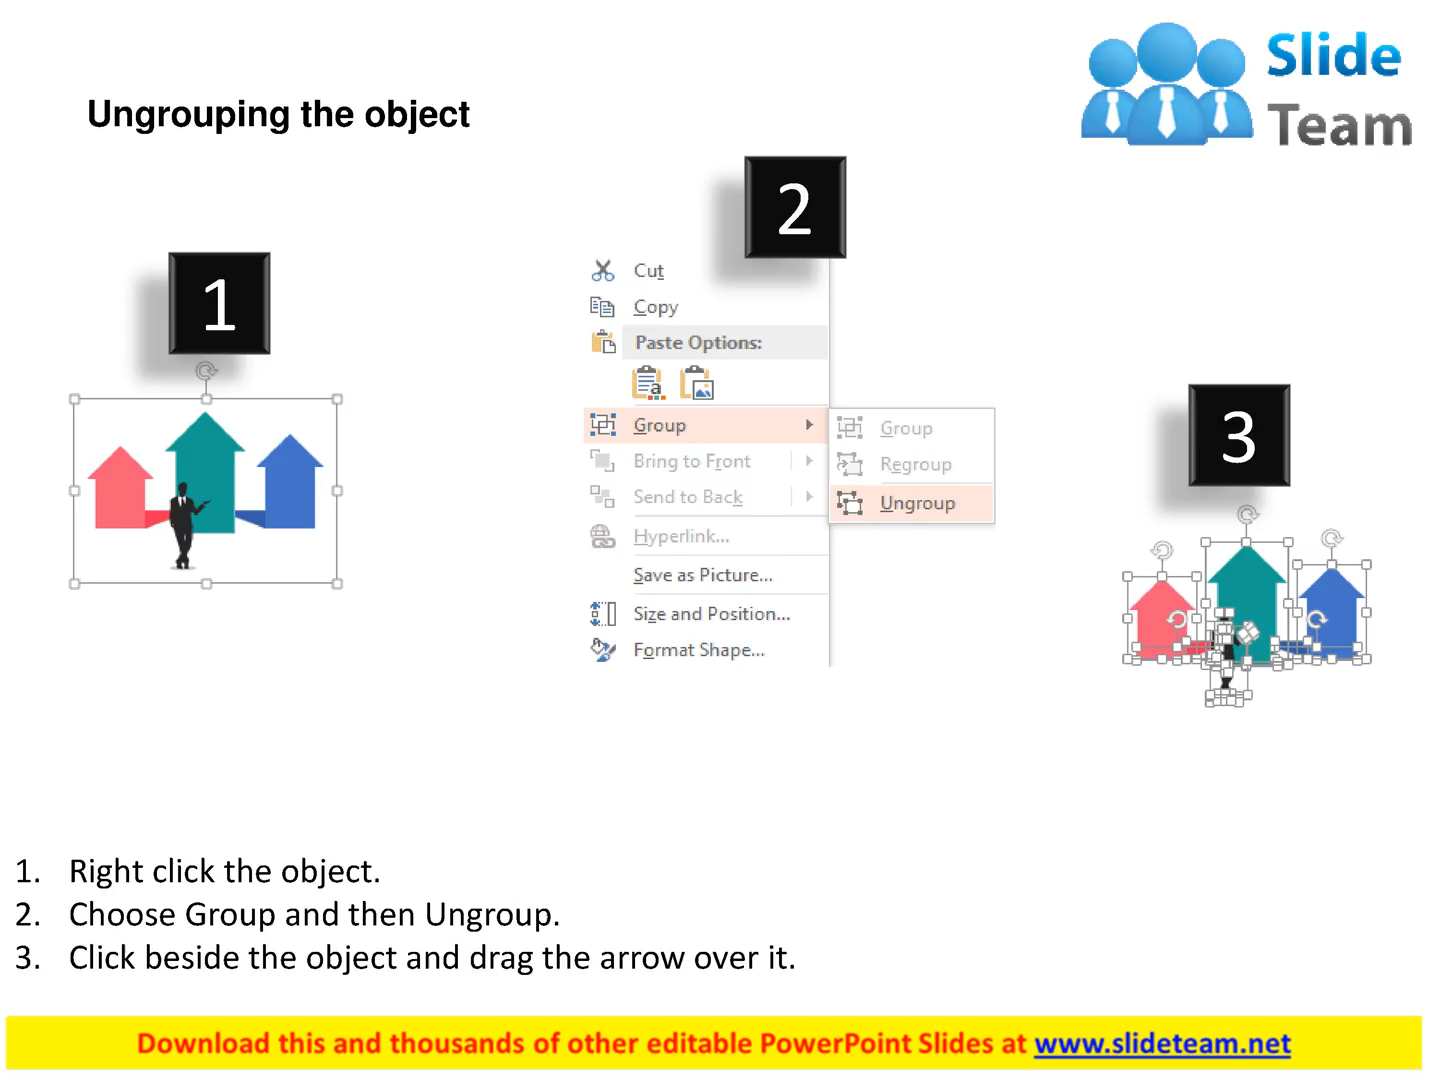 Slide
Team
Ungrouping the object
1
2
3
Cut
Copy
Paste Options:
a
Group
Bring to Front
Send to Back
Hyperlink...
Save as Picture...
Size and Position...
Format Shape...
Group
Regroup
Ungroup
1. Right click the object.
2. Choose Group and then Ungroup.
3. Click beside the object and drag the arrow over it.
Download this and thousands of other editable PowerPoint Slides at www.slideteam.net